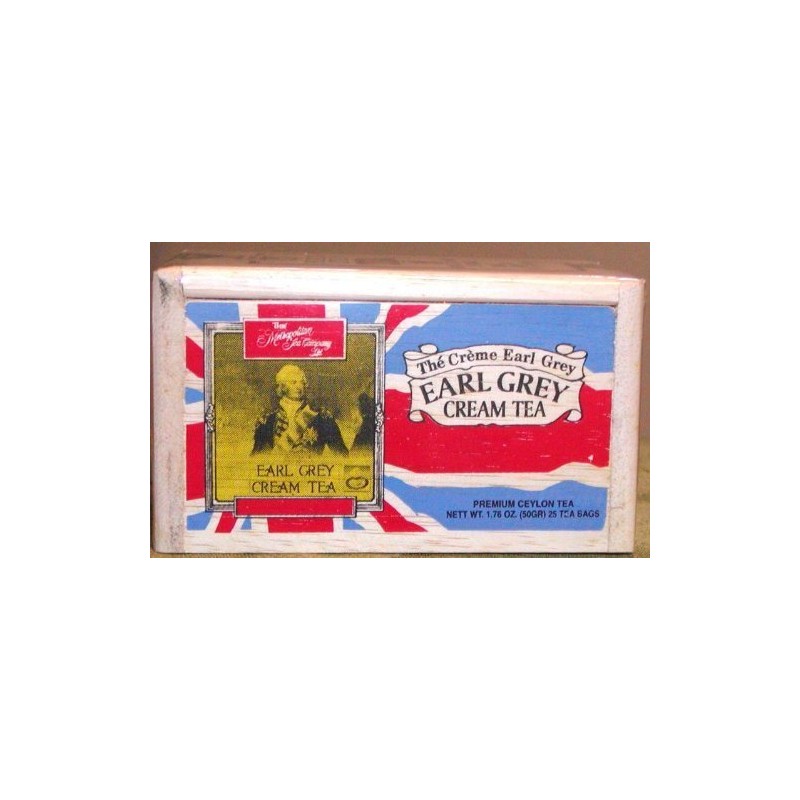 The
Metropolitan
Tea Company
Ltd.
EARL GREY
CREAM TEA
Thé Crème Earl Grey
EARL GREY
CREAM TEA
PREMIUM CEYLON TEA
NETT WT. 1.76 OZ. (50GR) 25 TEA BAGS